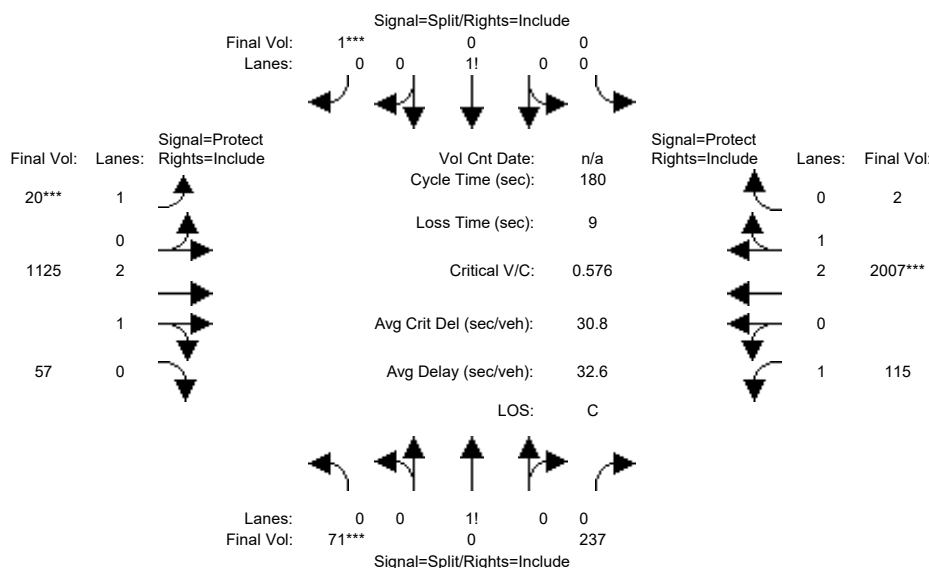 Signal=Split/Rights=Include
Final Vol: 1*** 0 0
Lanes: 0 0 1! 0 0
Signal=Protect Signal=Protect
Final Vol: Lanes: Rights=Include Vol Cnt Date: n/a Rights=Include Lanes: Final Vol:
Cycle Time (sec): 180
20*** 1 0 2
Loss Time (sec): 9
0 1
1125 2 Critical V/C: 0.576 2 2007***
1 Avg Crit Del (sec/veh): 30.8 0
57 0 Avg Delay (sec/veh): 32.6 1 115
LOS: C
Lanes: 0 0 1! 0 0
Final Vol: 71*** 0 237
Signal=Split/Rights=Include